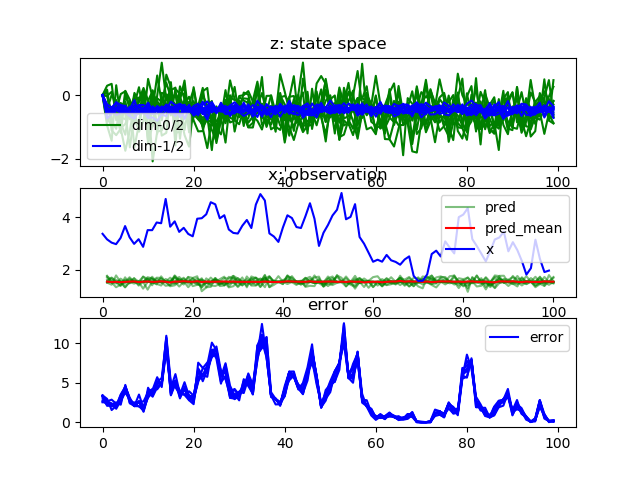 z: state space
0
−2
dim-0/2
dim-1/2
0 20 40 60 80 100
x: observation
4
2
pred
pred_mean
x
0 20 40 60 80 100
error
10
5
0
error
0 20 40 60 80 100